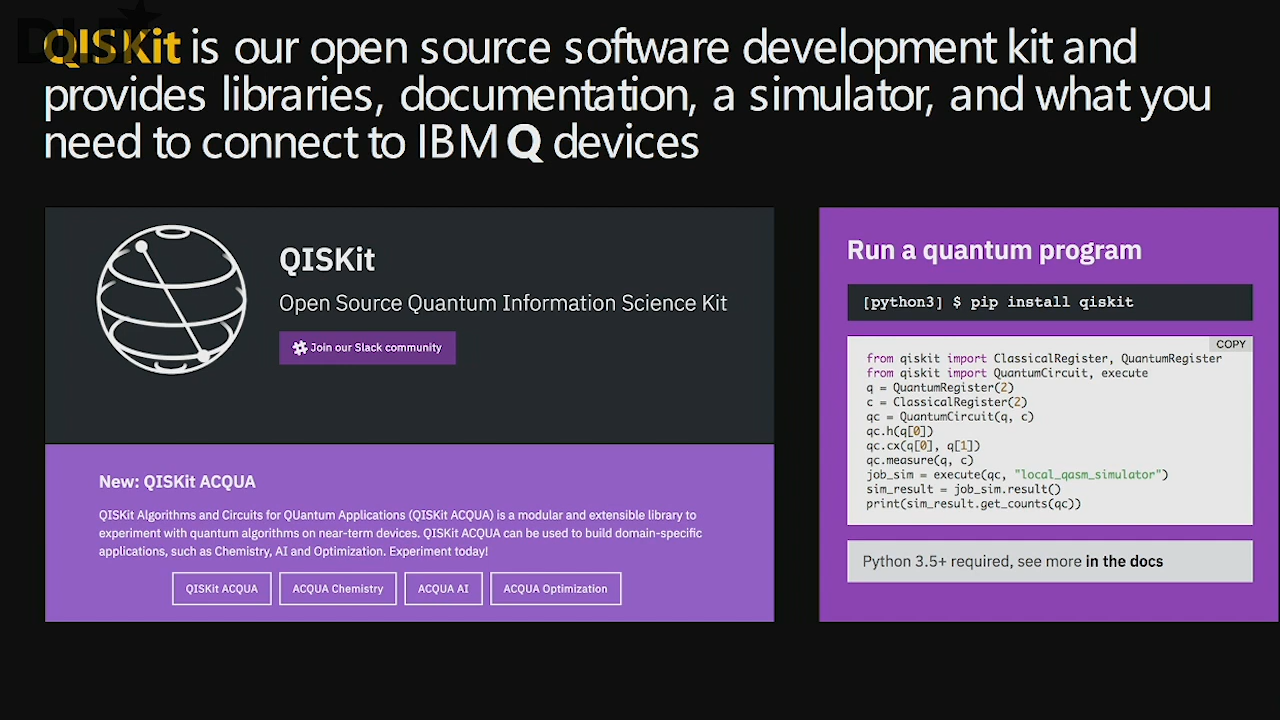 QISKit is our open source software development kit and
provides libraries, documentation, a simulator, and what you
need to connect to IBM Q devices
QISKit
Open Source Quantum Information Science Kit
Join our Slack community
New: QISKit ACQUA
QISKit Algorithms and Circuits for QUantum Applications (QISKit ACQUA) is a modular and extensible library to
experiment with quantum algorithms on near-term devices. QISKit ACQUA can be used to build domain-specific
applications, such as Chemistry, AI and Optimization. Experiment today!
QISKit ACQUA
ACQUA Chemistry
ACQUA AI
ACQUA Optimization
Run a quantum program
[python3] $ pip install qiskit
COPY
from qiskit import ClassicalRegister, QuantumRegister
from qiskit import QuantumCircuit, execute
q = QuantumRegister(2)
c = ClassicalRegister(2)
qc = QuantumCircuit(q, c)
qc.h(q[0])
qc.cx(q[0], q[1])
qc.measure(q, c)
job_sim = execute(qc, "local_qasm_simulator")
sim_result = job_sim.result()
print(sim_result.get_counts(qc))
Python 3.5+ required, see more in the docs